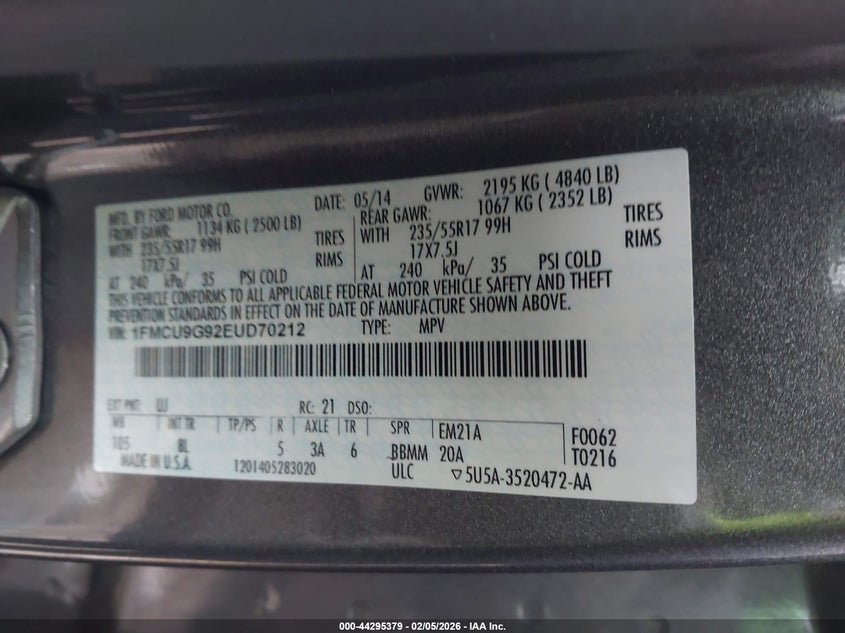 MFD. BY FORD MOTOR CO.
DATE: 05/14 GVWR: 2195 KG ( 4840 LB)
FRONT GAWR: 1134 KG ( 2500 LB) REAR GAWR: 1067 KG ( 2352 LB)
WITH 235/55R17 99H TIRES WITH 235/55R17 99H TIRES
17X7.5J RIMS 17X7.5J RIMS
AT 240 kPa/ 35 PSI COLD AT 240 kPa/ 35 PSI COLD
THIS VEHICLE CONFORMS TO ALL APPLICABLE FEDERAL MOTOR VEHICLE SAFETY AND THEFT
PREVENTION STANDARDS IN EFFECT ON THE DATE OF MANUFACTURE SHOWN ABOVE.
VIN: 1FMCU9G92EUD70212 TYPE: MPV
EXT PNT: UJ RC: 21 DSO:
WB INT TR TP/PS R AXLE TR SPR EM21A F0062
105 BL 5 3A 6 BBMM 20A T0216
MADE IN U.S.A. 1201405283020 ULC ▽5U5A-3520472-AA
000-44295379 - 02/05/2026 - IAA Inc.